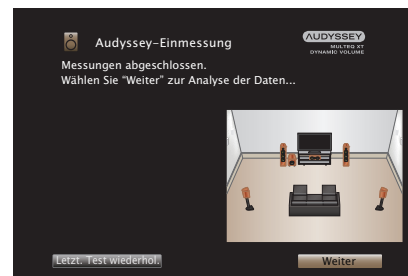 Audyssey-Einmessung
AUDYSSEY
MULTEQ XT
DYNAMIC VOLUME
Messungen abgeschlossen.
Wählen Sie “Weiter” zur Analyse der Daten...
Letzt. Test wiederhol.
Weiter